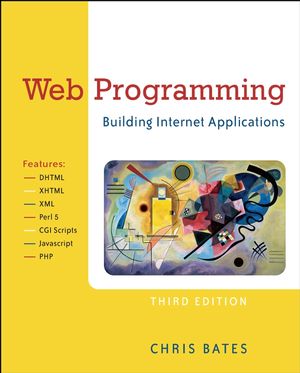 Web Programming
Building Internet Applications
Features:
DHTML
XHTML
XML
Perl 5
CGI Scripts
Javascript
PHP
THIRD EDITION
CHRIS BATES